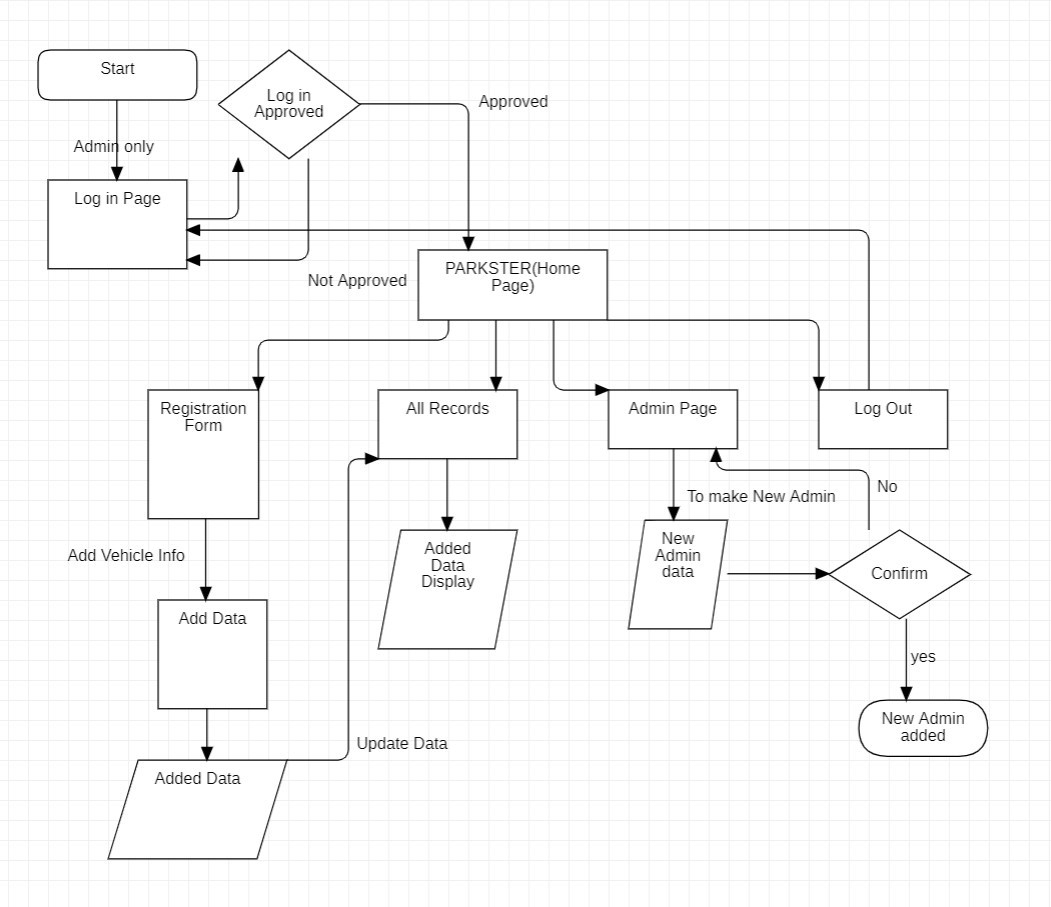 Start
Log in
Approved
Approved
Admin only
Log in Page
Not Approved
PARKSTER(Home
Page)
Registration
Form
All Records
Admin Page
Log Out
To make New Admin
No
Add Vehicle Info
Added
Data
Display
New
Admin
data
Confirm
Add Data
yes
Update Data
New Admin
added
Added Data